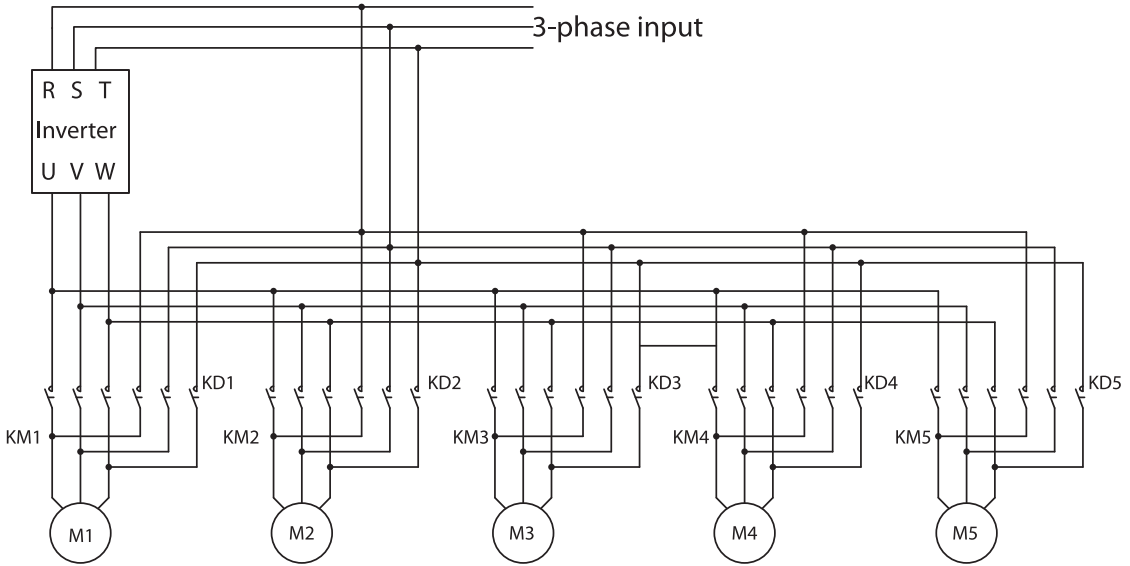 3-phase input
R S T
Inverter
U V W
KD1 KD2 KD3 KD4 KD5
KM1 KM2 KM3 KM4 KM5
M1 M2 M3 M4 M5